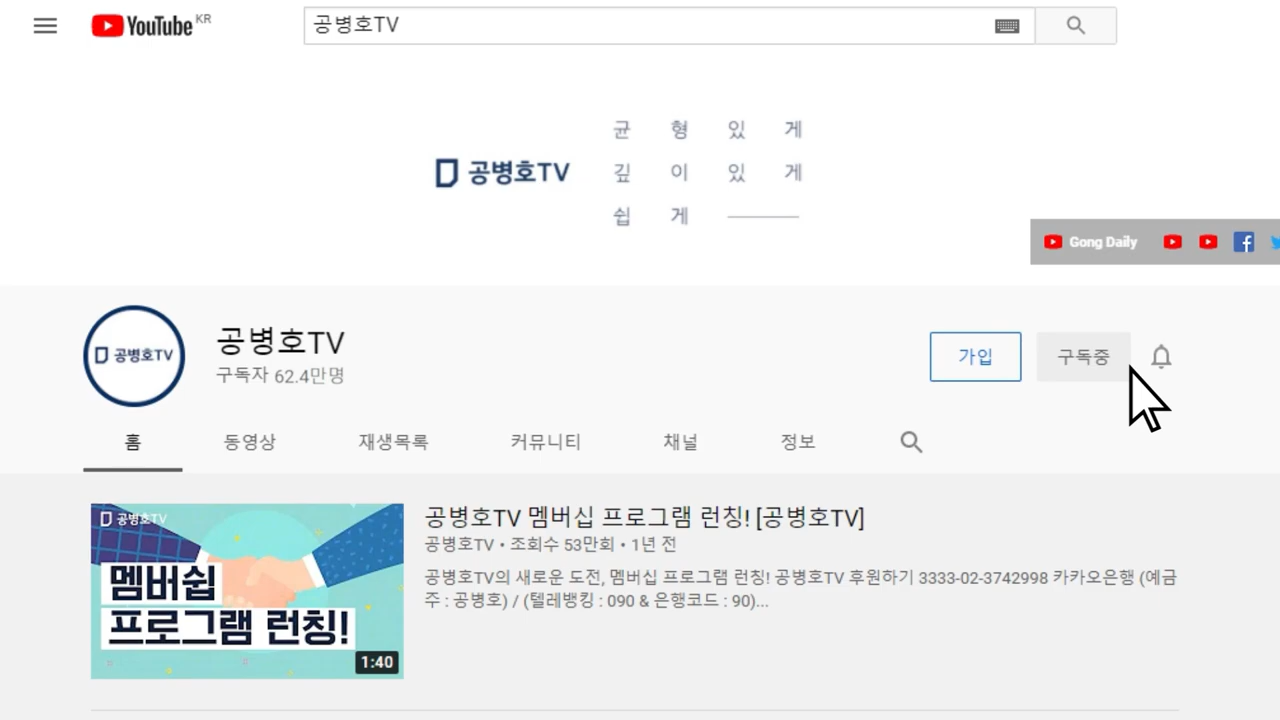 YouTube KR
공병호TV
균 형 있 게
공병호TV
깊 이 있 게
쉽 게
Gong Daily
공병호TV
공병호TV
구독자 62.4만명
가입
구독중
홈
동영상
재생목록
커뮤니티
채널
정보
공병호TV
멤버쉽
프로그램 런칭!
1:40
공병호TV 멤버십 프로그램 런칭! [공병호TV]
공병호TV • 조회수 53만회 • 1년 전
공병호TV의 새로운 도전, 멤버십 프로그램 런칭! 공병호TV 후원하기 3333-02-3742998 카카오은행 (예금
주 : 공병호) / (텔레뱅킹 : 090 & 은행코드 : 90)...